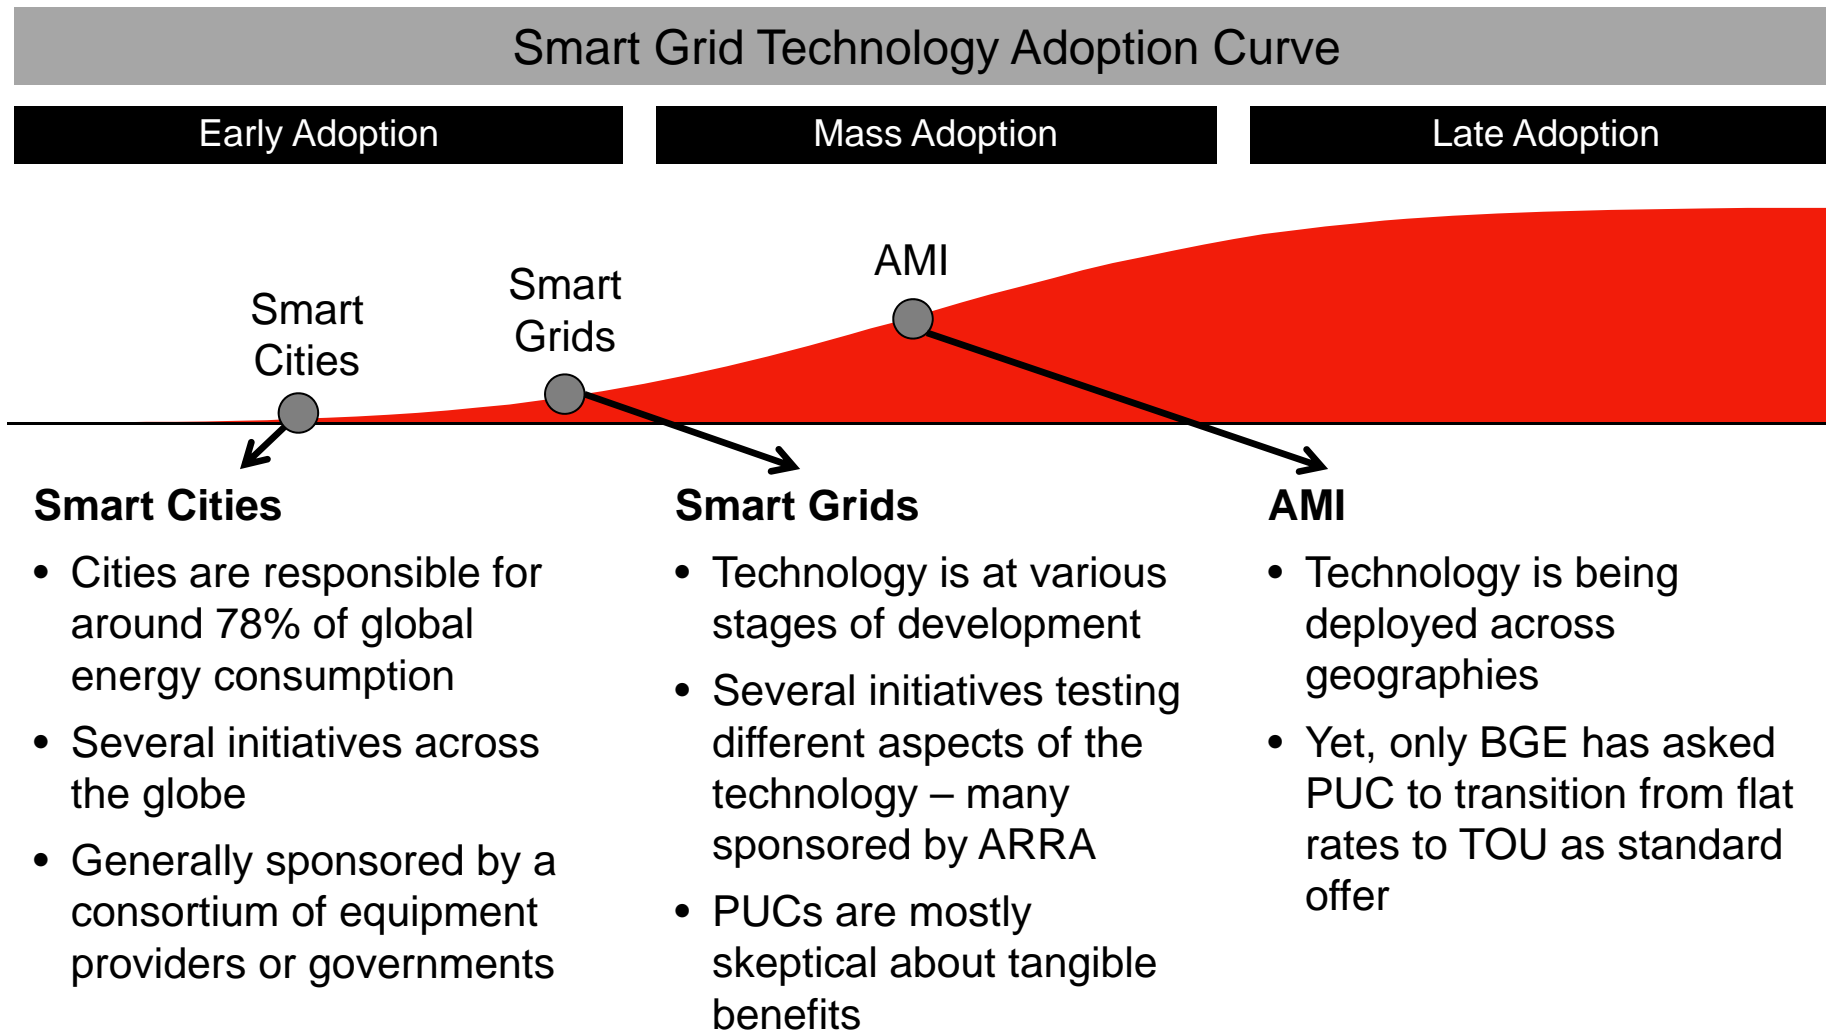 Smart Grid Technology Adoption Curve
Early Adoption
Mass Adoption
Late Adoption
Smart
Cities
Smart
Grids
AMI
Smart Cities
• Cities are responsible for
around 78% of global
energy consumption
• Several initiatives across
the globe
• Generally sponsored by a
consortium of equipment
providers or governments
Smart Grids
• Technology is at various
stages of development
• Several initiatives testing
different aspects of the
technology – many
sponsored by ARRA
• PUCs are mostly
skeptical about tangible
benefits
AMI
• Technology is being
deployed across
geographies
• Yet, only BGE has asked
PUC to transition from flat
rates to TOU as standard
offer